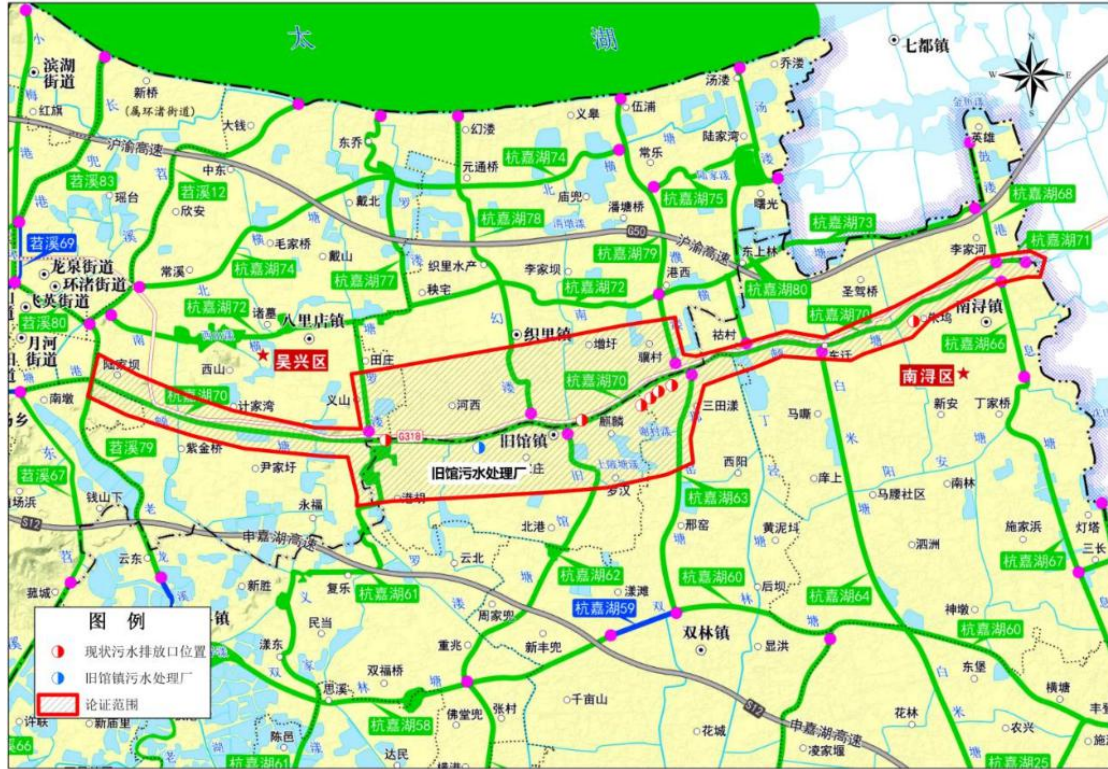 太湖
七都镇
滨湖
街道
新桥
(属环渚街道)
红旗
大钱
东乔
幻溇
义皋
伍浦
汤溇
乔溇
陆家湾
英雄
沪渝高速
中东
元通桥
常乐
杭嘉湖74
苕溪83
苕溪12
瑶台
欣安
戴北
庙兜
潘塘桥
杭嘉湖75
曙光
杭嘉湖68
杭嘉湖78
G50
杭嘉湖73
苕溪69
毛家桥
戴山
织里水产
李家坝
杭嘉湖79
沪渝高速
东上林
李家河
杭嘉湖71
龙泉街道
环渚街道
常溪
杭嘉湖74
杭嘉湖77
秧宅
港西
杭嘉湖80
圣驾桥
飞英街道
苕溪80
杭嘉湖72
诸墓
八里店镇
杭嘉湖72
杭嘉湖70
南浔镇
月河
街道
吴兴区
织里镇
增圩
骥村
祜村
东迁
杭嘉湖66
陆家坝
西山
田庄
杭嘉湖70
南浔区
南墩
杭嘉湖70
计家湾
义山
河西
三田漾
马嘶
新安
丁家桥
苕溪79
紫金桥
G318
旧馆镇
麒麟
苕溪67
尹家圩
旧馆污水处理厂
西阳
庠上
南林
钱山下
永福
港胡
罗汉
杭嘉湖63
马腰社区
S12
申嘉湖高速
北港
邢窑
黄泥圩
泗洲
施家浜
灯塔
云东
云北
三长
菰城
新胜
复乐
杭嘉湖61
杭嘉湖62
漾滩
杭嘉湖60
后坝
杭嘉湖64
杭嘉湖67
周家兜
杭嘉湖59
神墩
杭嘉湖60
图例
民当
双林镇
现状污水排放口位置
漾东
重兆
新丰兜
显洪
旧馆镇污水处理厂
双福桥
东堡
论证范围
思溪
千亩山
横塘
杭嘉湖58
佛堂兜
张村
S12
申嘉湖高速
花林
许联
新庙里
陈邑
达民
花城
凌家堰
农兴
杭嘉湖61
杭嘉湖25